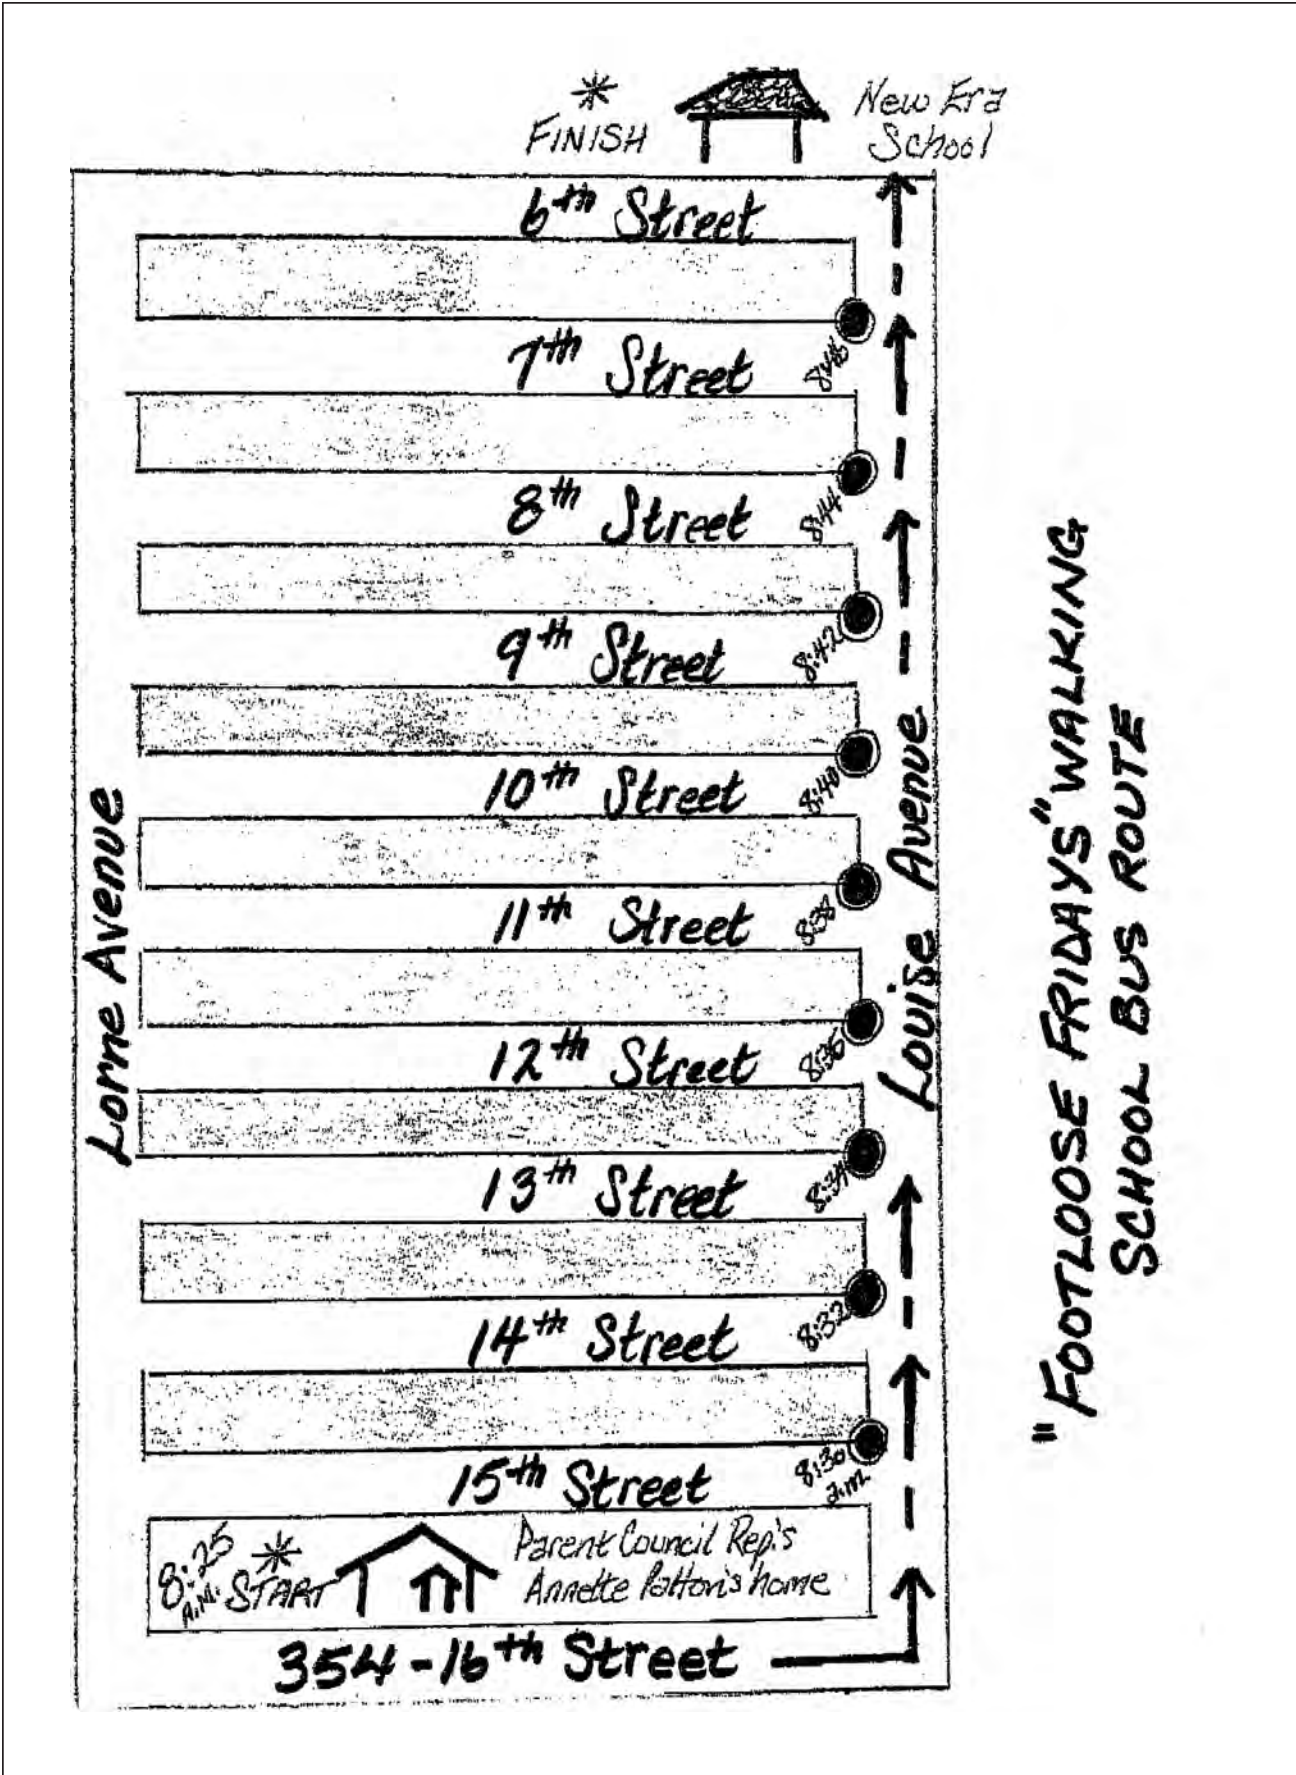 FINISH
New Era
School
6th Street
7th Street
8th Street
8:44
9th Street
8:42
10th Street
8:40
11th Street
8:38
12th Street
8:36
13th Street
8:34
14th Street
8:32
15th Street
8:30
a.m.
8:25
A.M.
START
Parent Council Rep.'s
Annette Patton's home
354-16th Street
Lorne Avenue
Louise Avenue
"FOOTLOOSE FRIDAYS" WALKING
SCHOOL BUS ROUTE